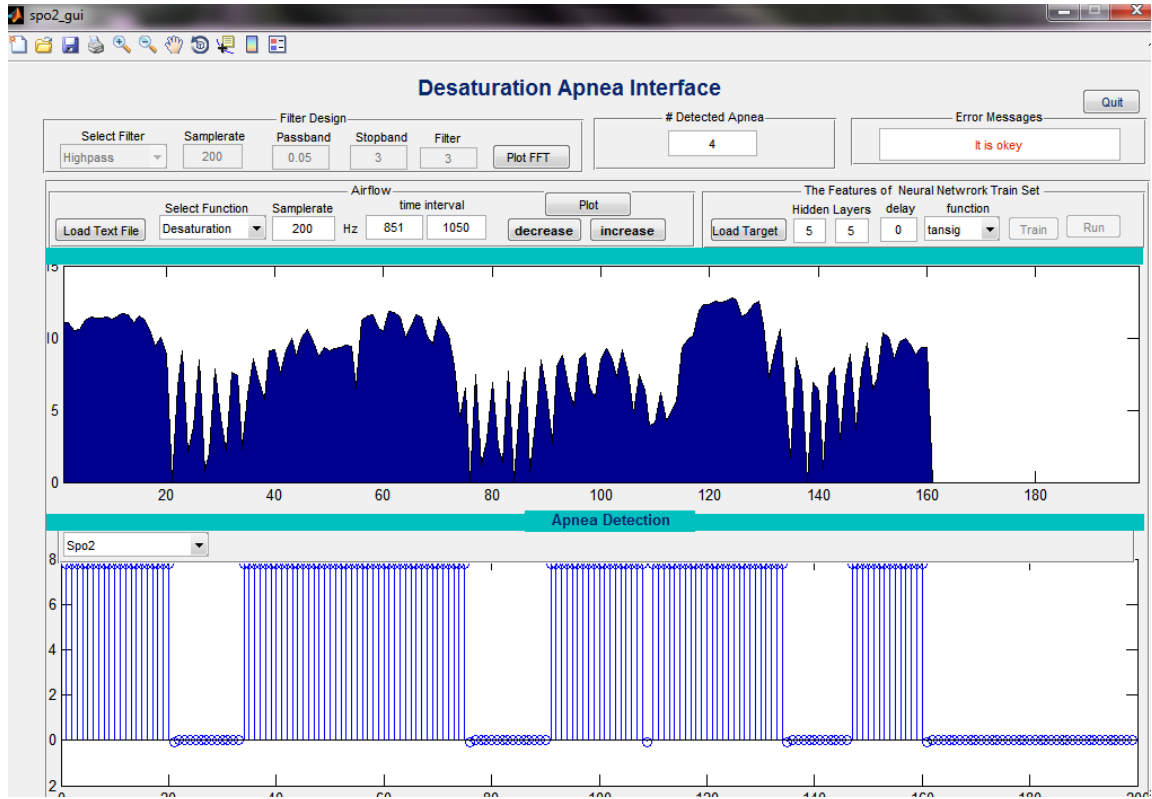 spo2_gui
Desaturation Apnea Interface
Quit
Filter Design
Select Filter Samplerate Passband Stopband Filter
Highpass 200 0.05 3 3 Plot FFT
# Detected Apnea
4
Error Messages
It is okey
Airflow
Select Function Samplerate time interval Plot
Load Text File Desaturation 200 Hz 851 1050 decrease increase
The Features of Neural Netwrork Train Set
Hidden Layers delay function
Load Target 5 5 0 tansig Train Run
15
10
5
0
20 40 60 80 100 120 140 160 180
Apnea Detection
Spo2
8
6
4
2
0
2
0 20 40 60 80 100 120 140 160 180 200